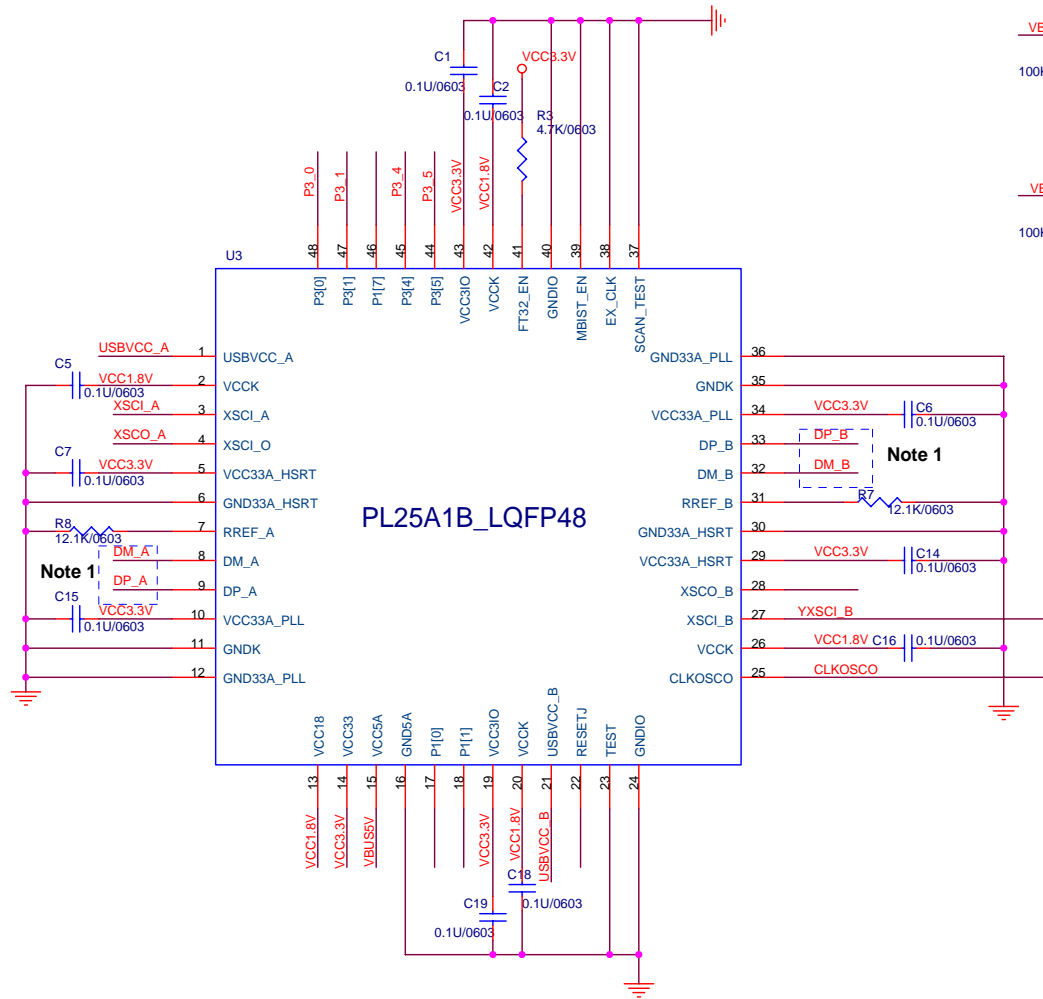 C1
0.1U/0603
C2
0.1U/0603
VCC3.3V
R3
4.7K/0603
P3_0
P3_1
P3_4
P3_5
VCC3.3V
VCC1.8V
48
47
46
45
44
43
42
41
40
39
38
37
U3
P3[0]
P3[1]
P1[7]
P3[4]
P3[5]
VCC3IO
VCCK
FT32_EN
GNDIO
MBIST_EN
EX_CLK
SCAN_TEST
USBVCC_A 1 USBVCC_A
C5 0.1U/0603 VCC1.8V 2 VCCK
XSCI_A 3 XSCI_A
XSCO_A 4 XSCI_O
C7 0.1U/0603 VCC3.3V 5 VCC33A_HSRT
6 GND33A_HSRT
R8 12.1K/0603 7 RREF_A
DM_A 8 DM_A
Note 1
DP_A 9 DP_A
C15 0.1U/0603 VCC3.3V 10 VCC33A_PLL
11 GNDK
12 GND33A_PLL
PL25A1B_LQFP48
GND33A_PLL 36
GNDK 35
VCC33A_PLL 34 VCC3.3V C6 0.1U/0603
DP_B 33 DP_B
Note 1
DM_B 32 DM_B
RREF_B 31 R7 12.1K/0603
GND33A_HSRT 30
VCC33A_HSRT 29 VCC3.3V C14 0.1U/0603
XSCO_B 28
XSCI_B 27 YXSCI_B
VCCK 26 VCC1.8V C16 0.1U/0603
CLKOSCO 25 CLKOSCO
VCC18
VCC33
VCC5A
GND5A
P1[0]
P1[1]
VCC3IO
VCCK
USBVCC_B
RESETJ
TEST
GNDIO
13
14
15
16
17
18
19
20
21
22
23
24
VCC1.8V
VCC3.3V
VBUS5V
VCC3.3V
VCC1.8V
USBVCC_B
C18
0.1U/0603
C19
0.1U/0603